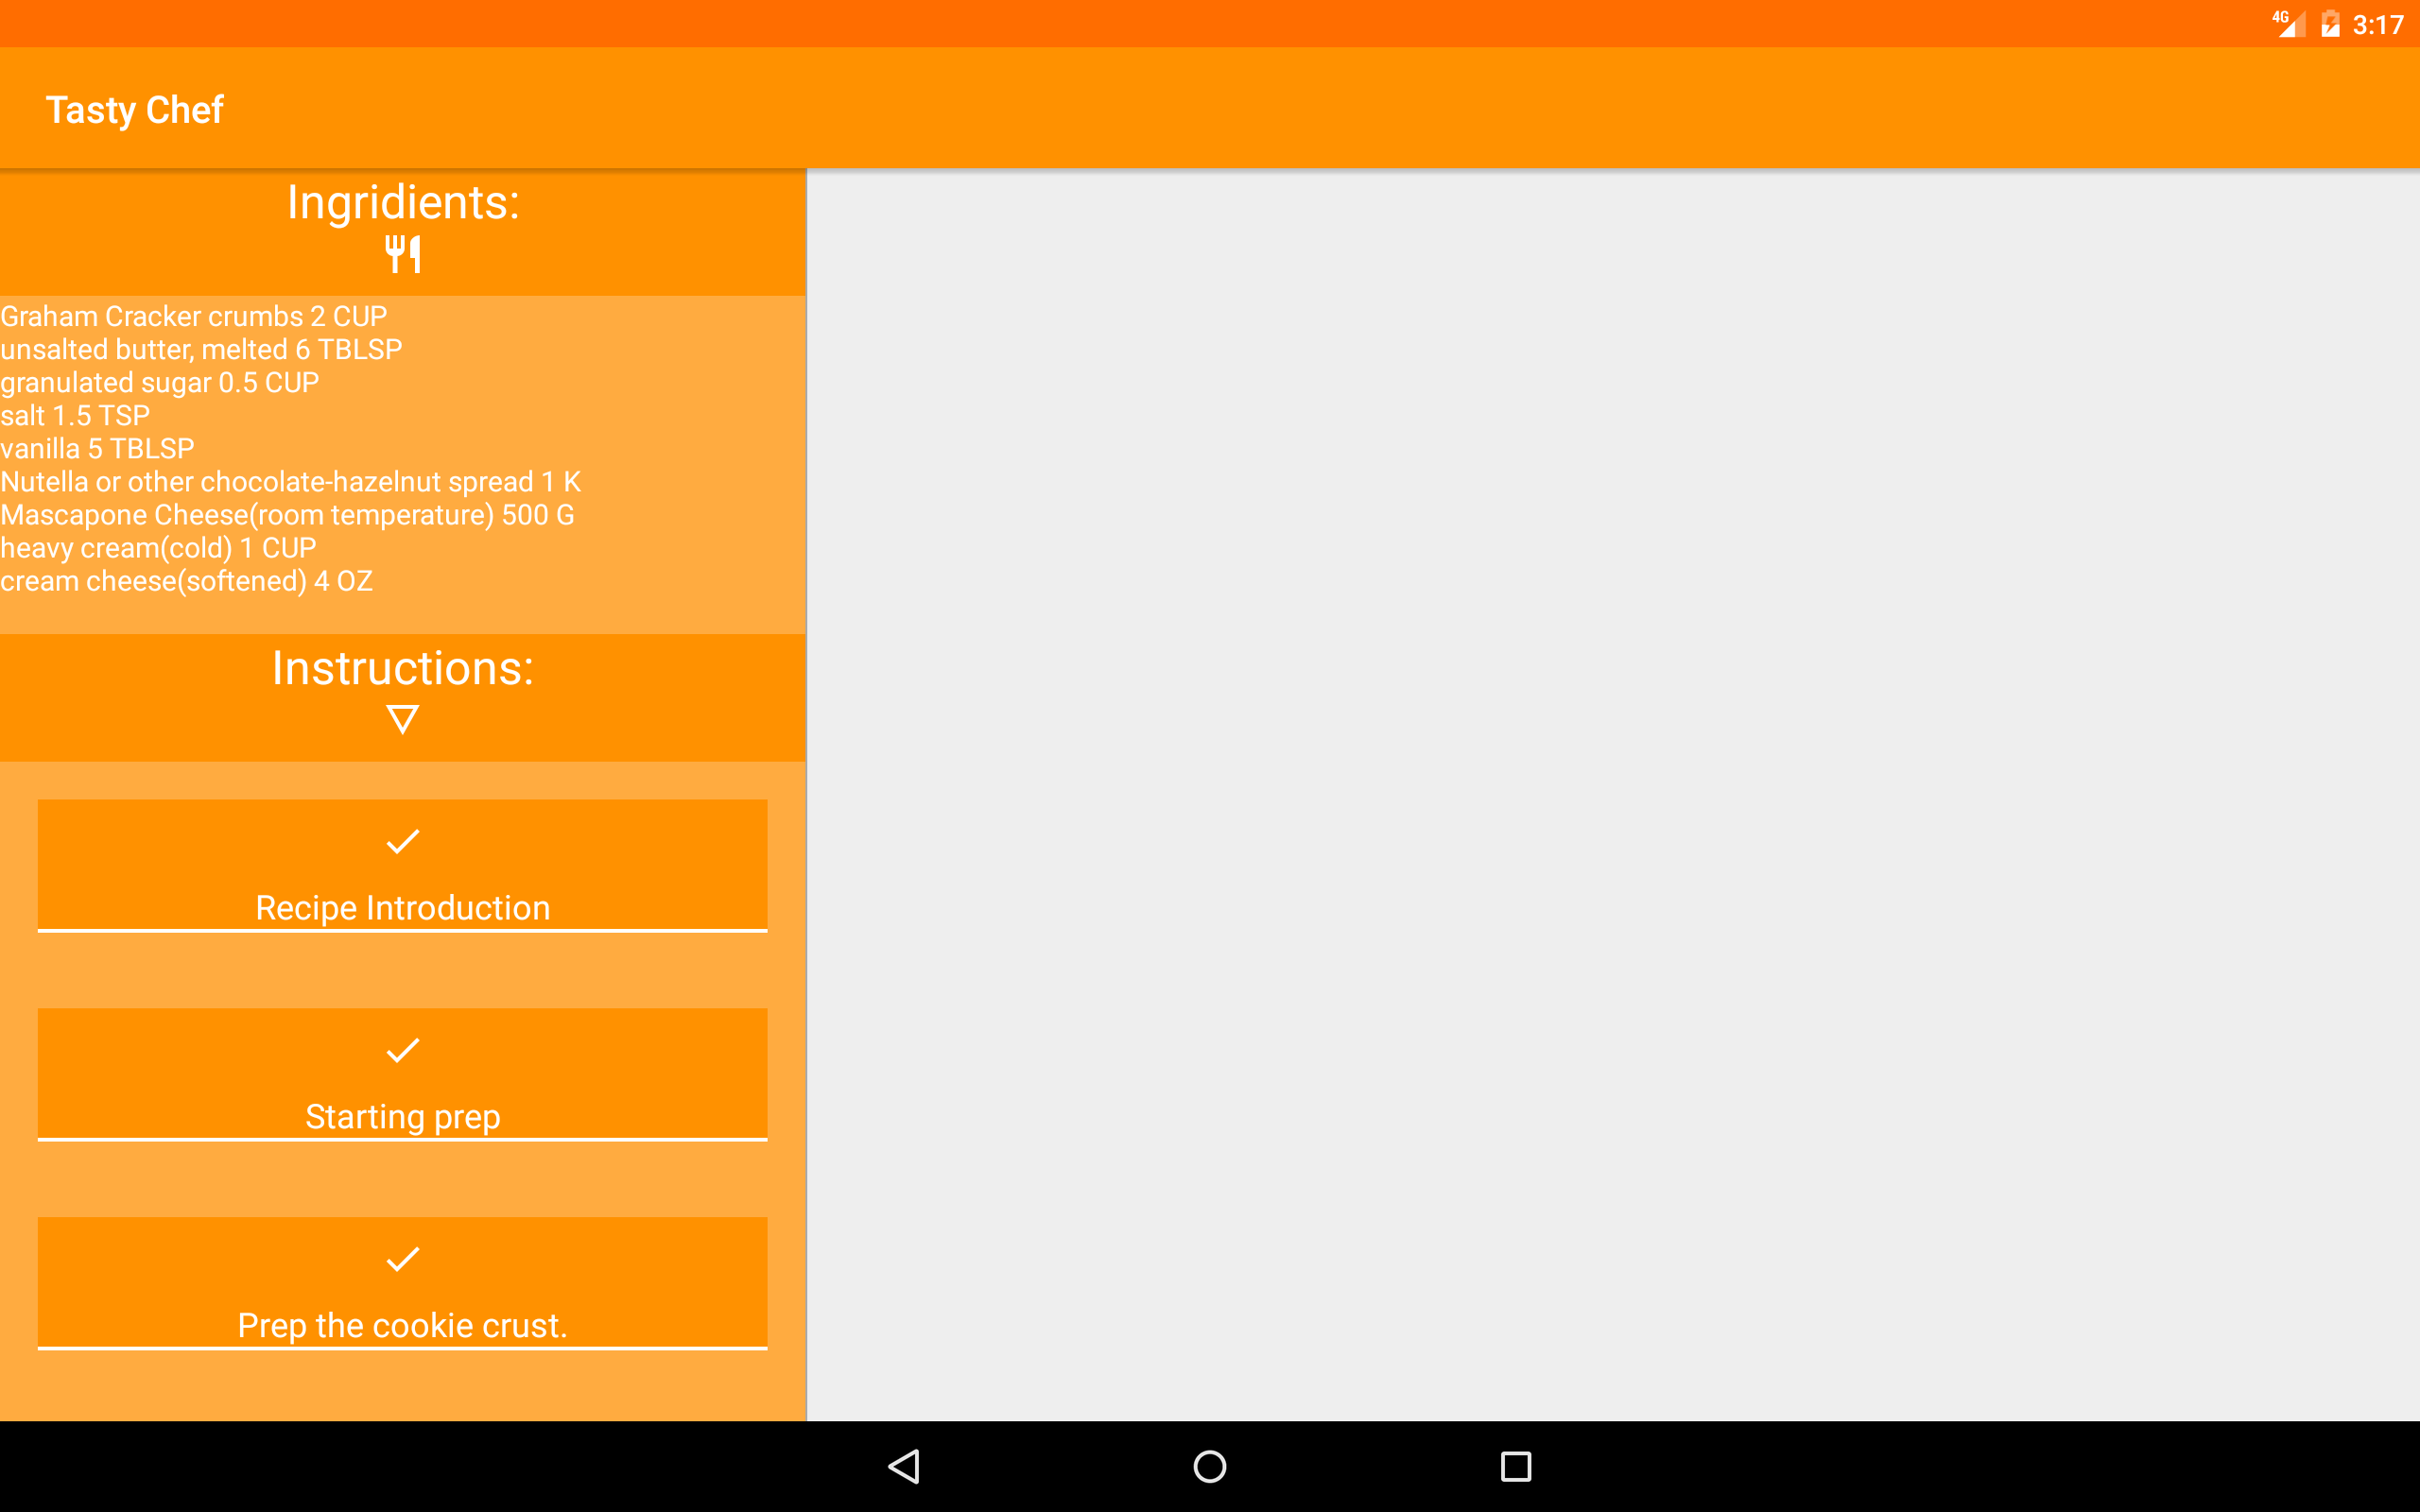 4G 3:17
Tasty Chef
Ingridients:
Graham Cracker crumbs 2 CUP
unsalted butter, melted 6 TBLSP
granulated sugar 0.5 CUP
salt 1.5 TSP
vanilla 5 TBLSP
Nutella or other chocolate-hazelnut spread 1 K
Mascapone Cheese(room temperature) 500 G
heavy cream(cold) 1 CUP
cream cheese(softened) 4 OZ
Instructions:
Recipe Introduction
Starting prep
Prep the cookie crust.